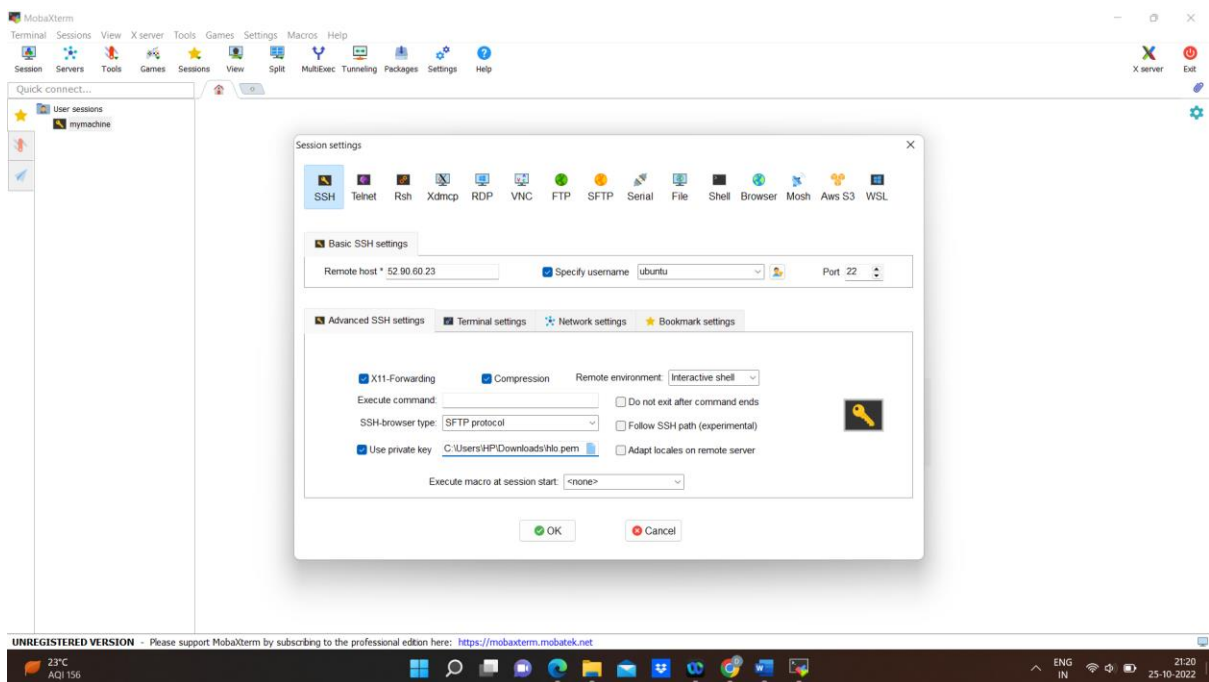 MobaXterm
Terminal Sessions View X server Tools Games Settings Macros Help
Session Servers Tools Games Sessions View Split MultiExec Tunneling Packages Settings Help X server Exit
Quick connect...
User sessions
mymachine
Session settings
SSH Telnet Rsh Xdmcp RDP VNC FTP SFTP Serial File Shell Browser Mosh Aws S3 WSL
Basic SSH settings
Remote host * 52.90.60.23 Specify username ubuntu Port 22
Advanced SSH settings Terminal settings Network settings Bookmark settings
X11-Forwarding Compression Remote environment: Interactive shell
Execute command: Do not exit after command ends
SSH-browser type: SFTP protocol Follow SSH path (experimental)
Use private key C:\Users\HP\Downloads\hlo.pem Adapt locales on remote server
Execute macro at session start: <none>
OK Cancel
UNREGISTERED VERSION - Please support MobaXterm by subscribing to the professional edition here: https://mobaxterm.mobatek.net
23°C ENG 21:20
AQI 156 IN 25-10-2022